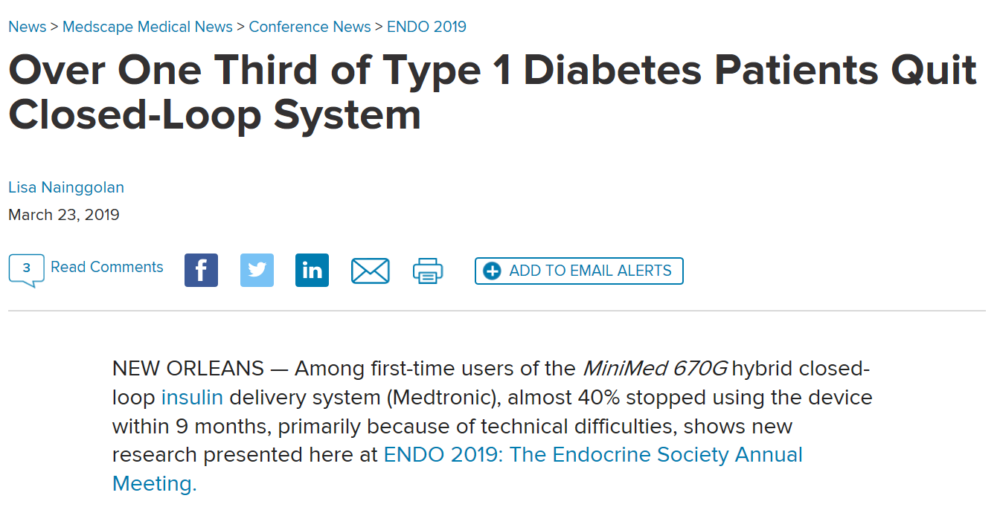 News > Medscape Medical News > Conference News > ENDO 2019
Over One Third of Type 1 Diabetes Patients Quit
Closed-Loop System
Lisa Nainggolan
March 23, 2019
3 Read Comments f in ADD TO EMAIL ALERTS
NEW ORLEANS — Among first-time users of the MiniMed 670G hybrid closed-
loop insulin delivery system (Medtronic), almost 40% stopped using the device
within 9 months, primarily because of technical difficulties, shows new
research presented here at ENDO 2019: The Endocrine Society Annual
Meeting.